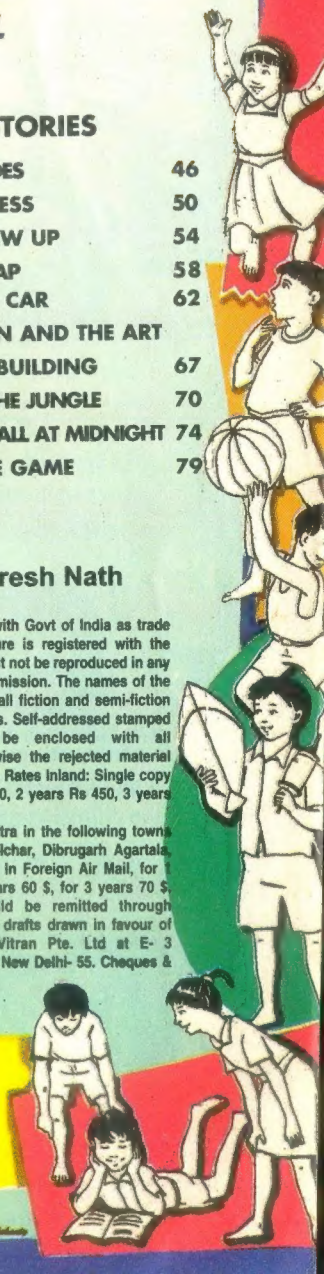 TORIES
DES 46
ESS 50
W UP 54
AP 58
CAR 62
N AND THE ART
BUILDING 67
HE JUNGLE 70
ALL AT MIDNIGHT 74
E GAME 79
resh Nath
with Govt of India as trade
ure is registered with the
st not be reproduced in any
mission. The names of the
all fiction and semi-fiction
s. Self-addressed stamped
be enclosed with all
wise the rejected material
Rates Inland: Single copy
0, 2 years Rs 450, 3 years
tra in the following towns
lchar, Dibrugarh Agartala,
In Foreign Air Mail, for 1
ars 60 $, for 3 years 70 $.
ld be remitted through
drafts drawn in favour of
Vitran Pte. Ltd at E- 3
New Delhi- 55. Cheques &